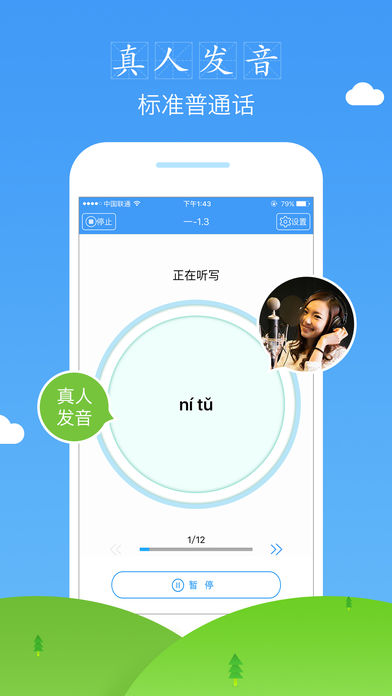 真人发音
标准普通话
中国联通
下午1:43
79%
停止
一-1.3
设置
正在听写
真人
发音
ní tǔ
1/12
暂 停